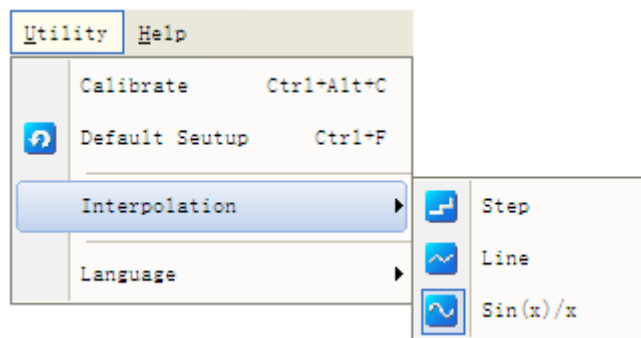 Utility Help
Calibrate Ctrl+Alt+C
Default Seutup Ctrl+F
Interpolation
Step
Line
Language
Sin(x)/x